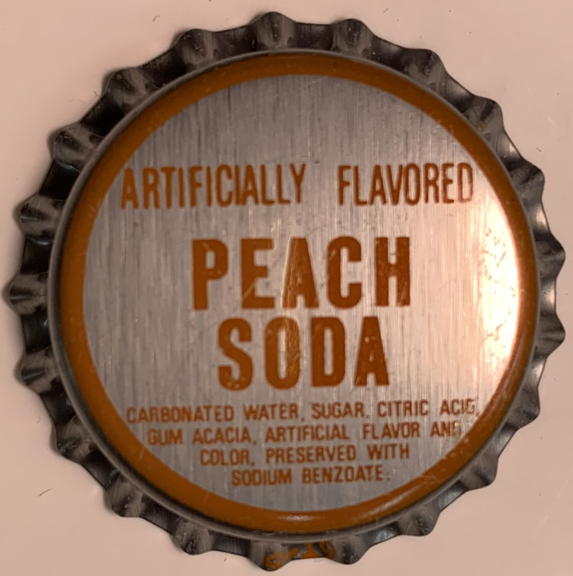 ARTIFICIALLY FLAVORED
PEACH
SODA
CARBONATED WATER, SUGAR, CITRIC ACID,
GUM ACACIA, ARTIFICIAL FLAVOR AND
COLOR, PRESERVED WITH
SODIUM BENZOATE.